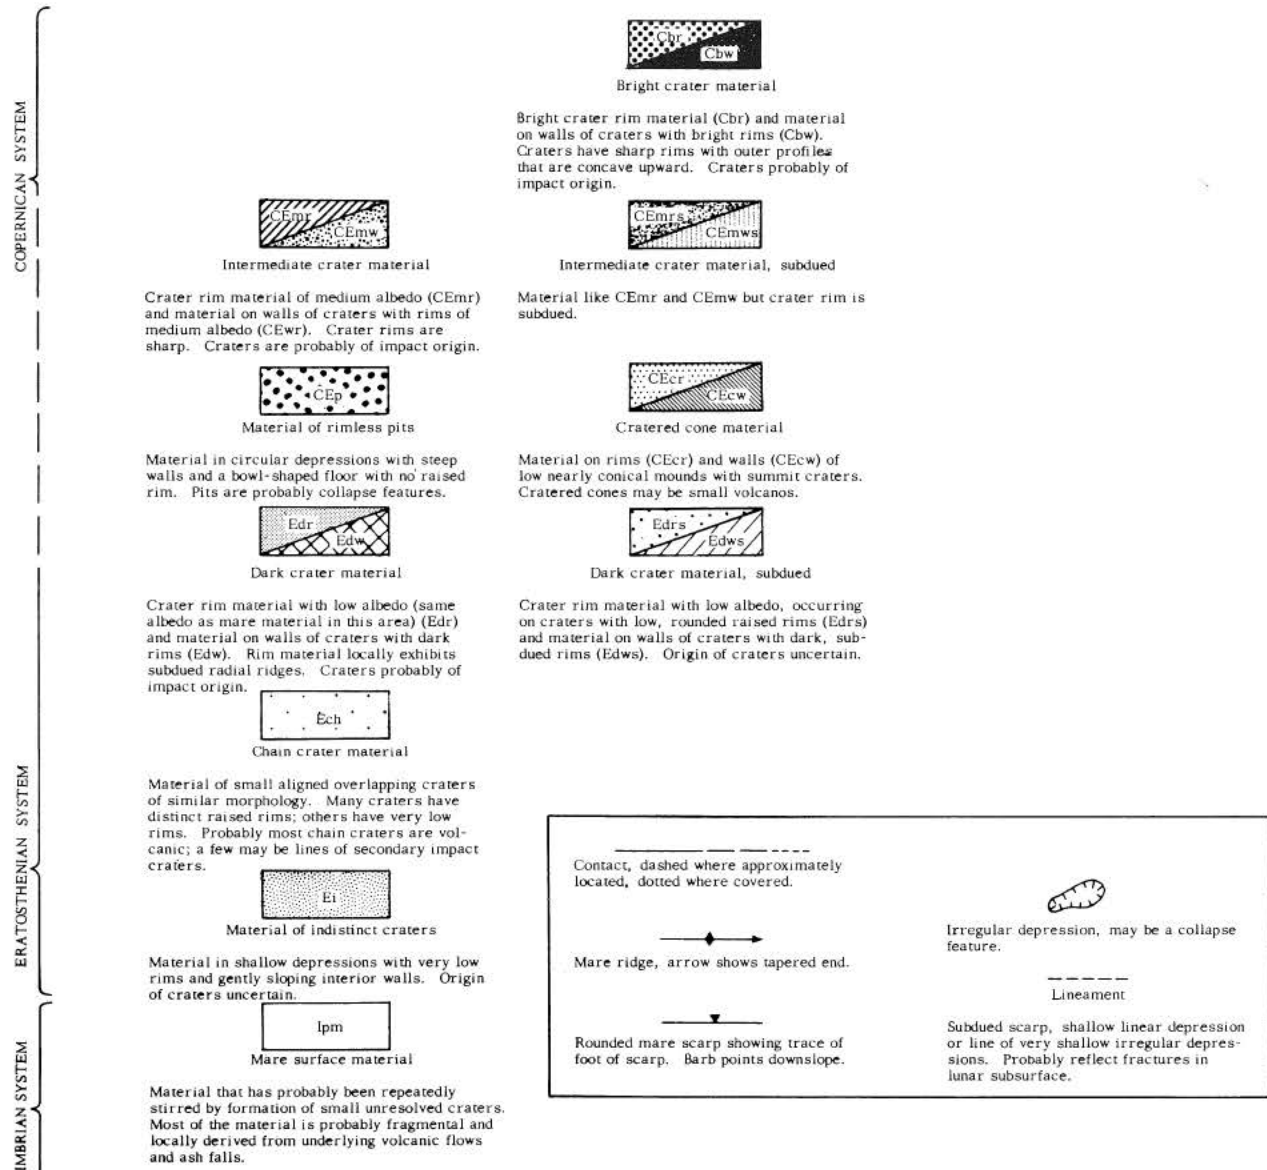 COPERNICAN SYSTEM
Cbr
Cbw
Bright crater material
Bright crater rim material (Cbr) and material
on walls of craters with bright rims (Cbw).
Craters have sharp rims with outer profiles
that are concave upward. Craters probably of
impact origin.
CEmr
CEmw
Intermediate crater material
Crater rim material of medium albedo (CEmr)
and material on walls of craters with rims of
medium albedo (CEwr). Crater rims are
sharp. Craters are probably of impact origin.
CEmrs
CEmws
Intermediate crater material, subdued
Material like CEmr and CEmw but crater rim is
subdued.
CEp
Material of rimless pits
Material in circular depressions with steep
walls and a bowl-shaped floor with no raised
rim. Pits are probably collapse features.
CEcr
CEcw
Cratered cone material
Material on rims (CEcr) and walls (CEcw) of
low nearly conical mounds with summit craters.
Cratered cones may be small volcanos.
ERATOSTHENIAN SYSTEM
Edr
Edw
Dark crater material
Crater rim material with low albedo (same
albedo as mare material in this area) (Edr)
and material on walls of craters with dark
rims (Edw). Rim material locally exhibits
subdued radial ridges. Craters probably of
impact origin.
Edrs
Edws
Dark crater material, subdued
Crater rim material with low albedo, occurring
on craters with low, rounded raised rims (Edrs)
and material on walls of craters with dark, sub-
dued rims (Edws). Origin of craters uncertain.
Ech
Chain crater material
Material of small aligned overlapping craters
of similar morphology. Many craters have
distinct raised rims; others have very low
rims. Probably most chain craters are vol-
canic; a few may be lines of secondary impact
craters.
Ei
Material of indistinct craters
Material in shallow depressions with very low
rims and gently sloping interior walls. Origin
of craters uncertain.
IMBRIAN SYSTEM
Ipm
Mare surface material
Material that has probably been repeatedly
stirred by formation of small unresolved craters.
Most of the material is probably fragmental and
locally derived from underlying volcanic flows
and ash falls.
Contact, dashed where approximately
located, dotted where covered.
Mare ridge, arrow shows tapered end.
Rounded mare scarp showing trace of
foot of scarp. Barb points downslope.
Irregular depression, may be a collapse
feature.
Lineament
Subdued scarp, shallow linear depression
or line of very shallow irregular depres-
sions. Probably reflect fractures in
lunar subsurface.